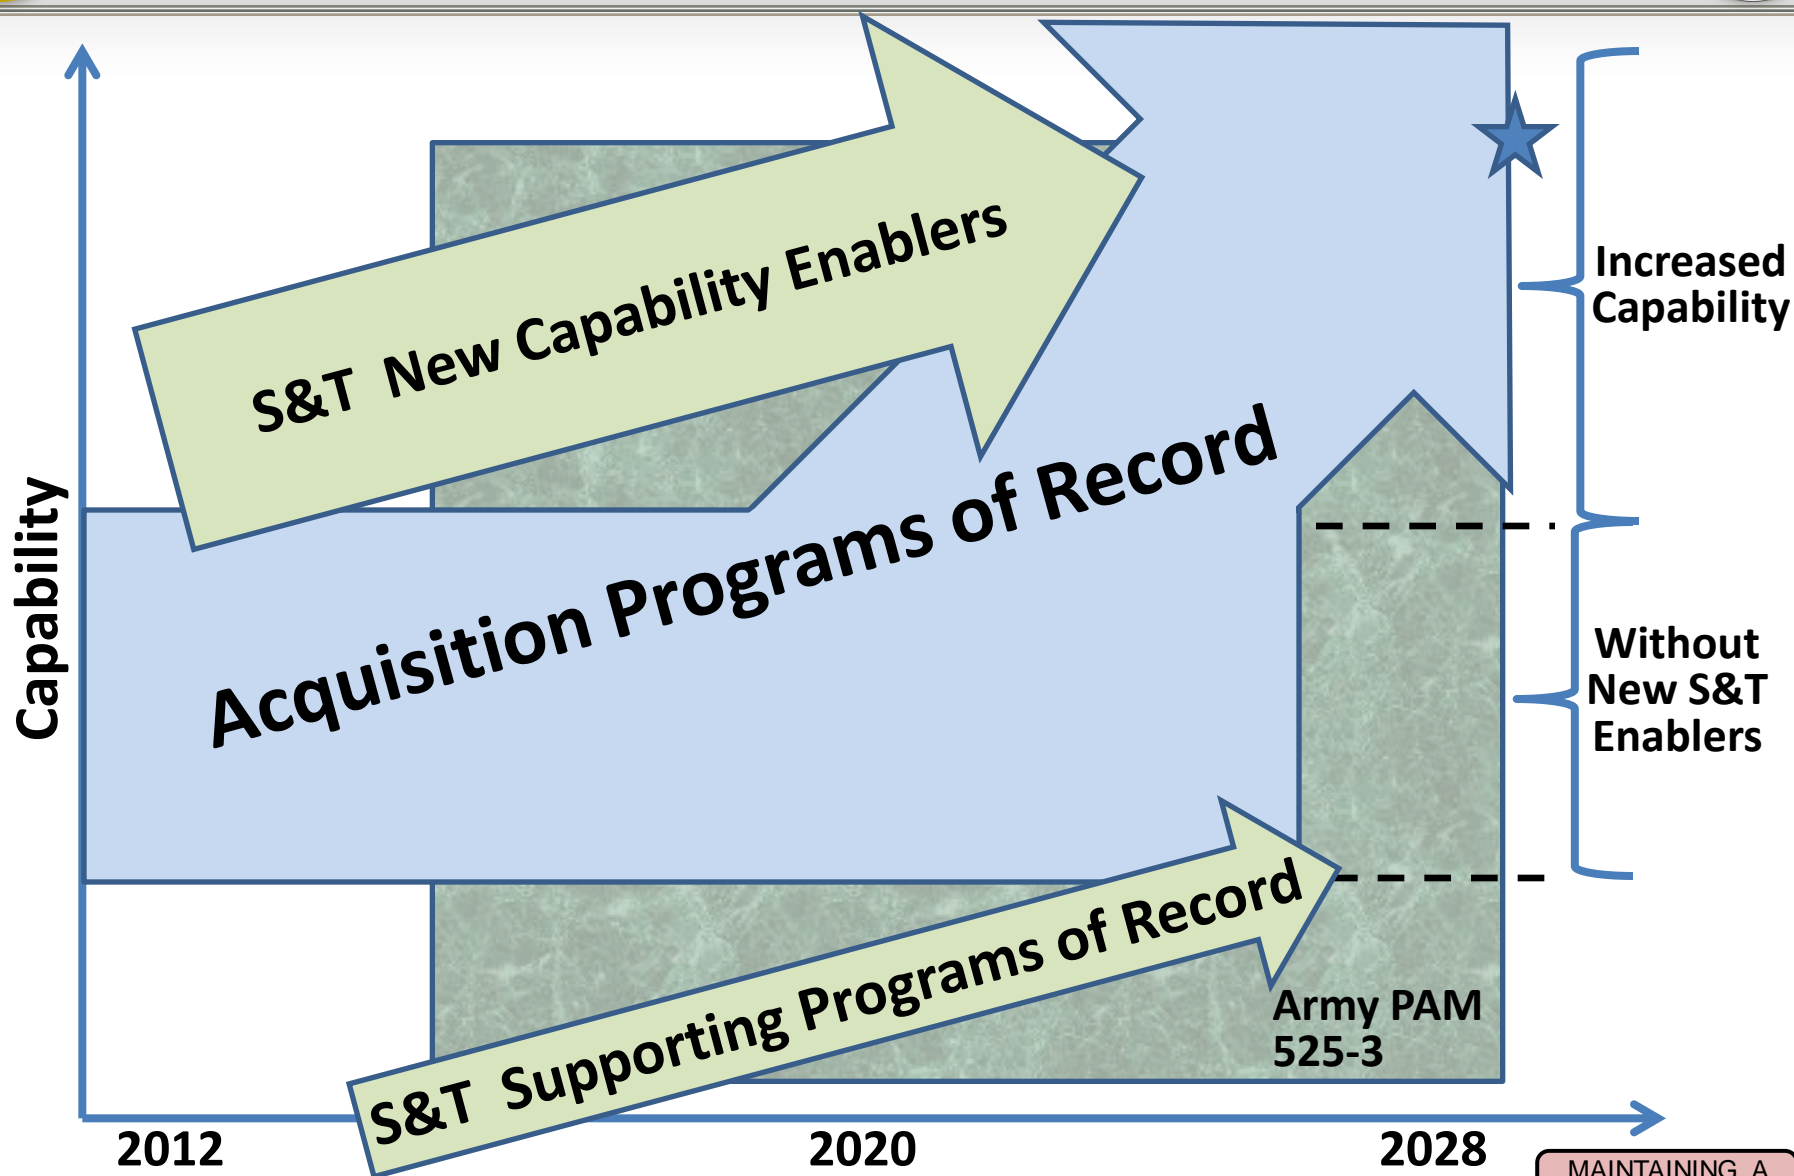 S&T New Capability Enablers
Increased
Capability
Acquisition Programs of Record
Capability
Without
New S&T
Enablers
S&T Supporting Programs of Record
Army PAM
525-3
2012
2020
2028
MAINTAINING A